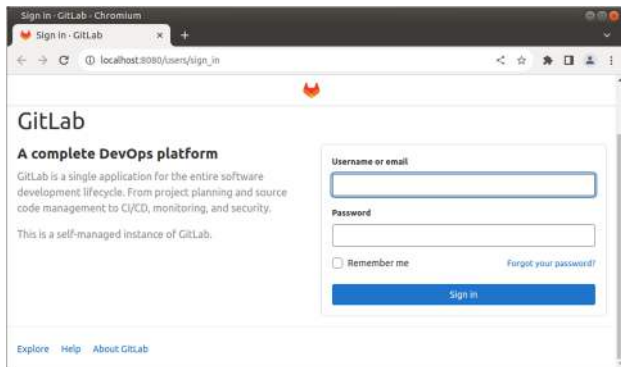 Sign in · GitLab - Chromium
Sign in · GitLab
localhost:8080/users/sign_in
GitLab
A complete DevOps platform
GitLab is a single application for the entire software
development lifecycle. From project planning and source
code management to CI/CD, monitoring, and security.
This is a self-managed instance of GitLab.
Username or email
Password
Remember me
Forgot your password?
Sign in
Explore
Help
About GitLab